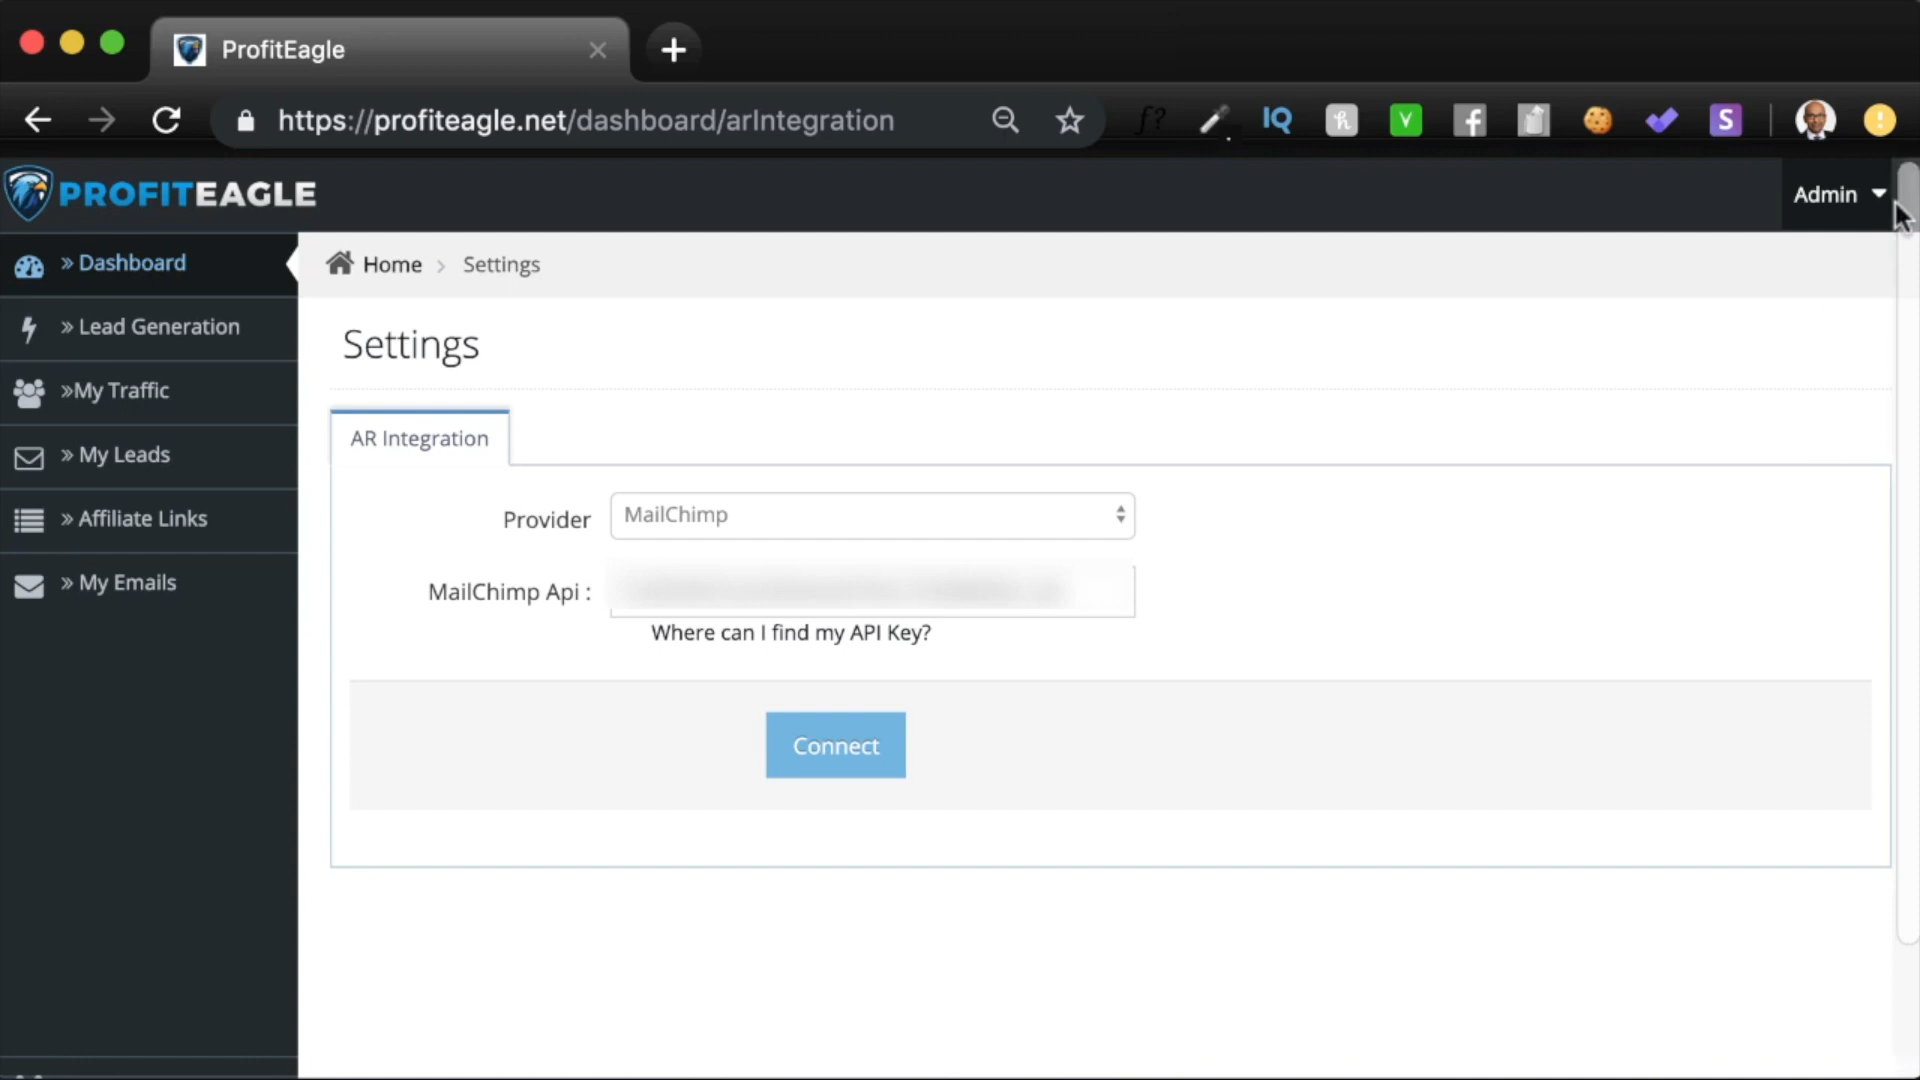 ProfitEagle
https://profiteagle.net/dashboard/arIntegration
f?
IQ
S
PROFITEAGLE
Admin
» Dashboard
Home > Settings
» Lead Generation
Settings
»My Traffic
AR Integration
» My Leads
Provider MailChimp
» Affiliate Links
MailChimp Api :
» My Emails
Where can I find my API Key?
Connect